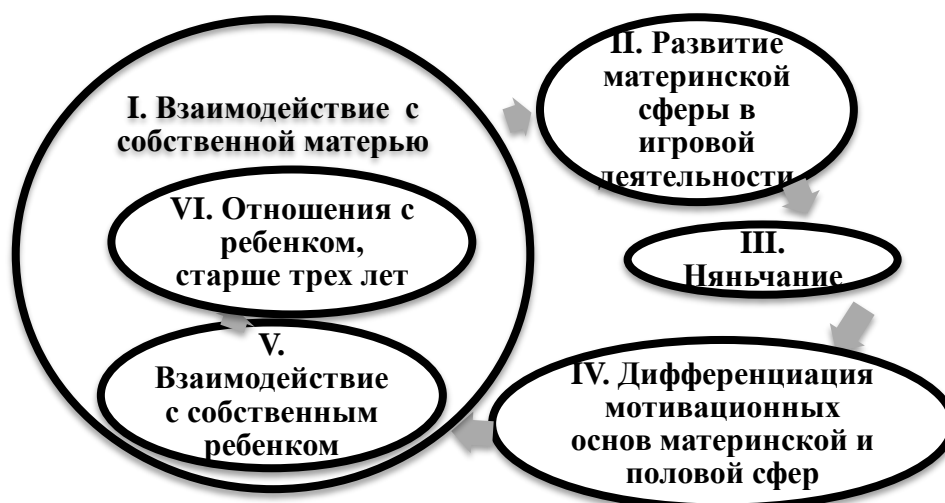 I. Взаимодействие с
собственной матерью
II. Развитие
материнской
сферы в
игровой
деятельности
III.
Няньчание
IV. Дифференциация
мотивационных
основ материнской и
половой сфер
V.
Взаимодействие
с собственным
ребенком
VI. Отношения с
ребенком,
старше трех лет